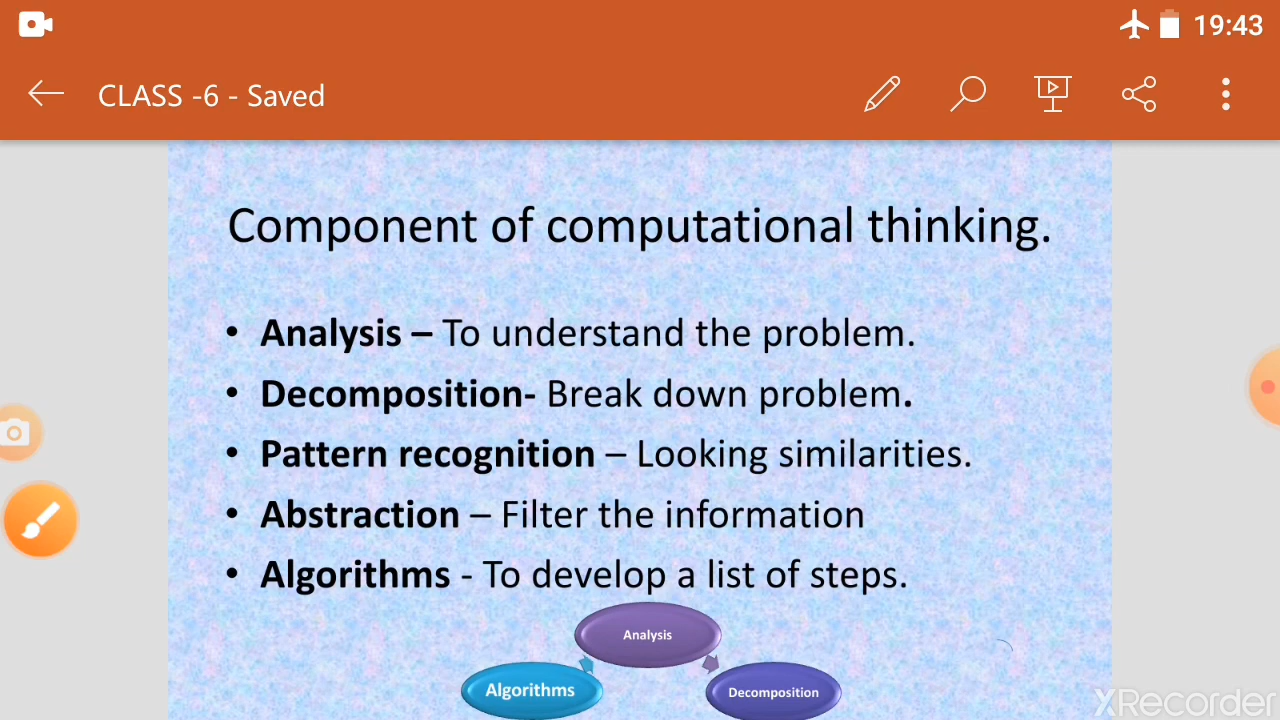 19:43
CLASS -6 - Saved
Component of computational thinking.
• Analysis – To understand the problem.
• Decomposition- Break down problem.
• Pattern recognition – Looking similarities.
• Abstraction – Filter the information
• Algorithms - To develop a list of steps.
Analysis
Algorithms
Decomposition
XRecorder